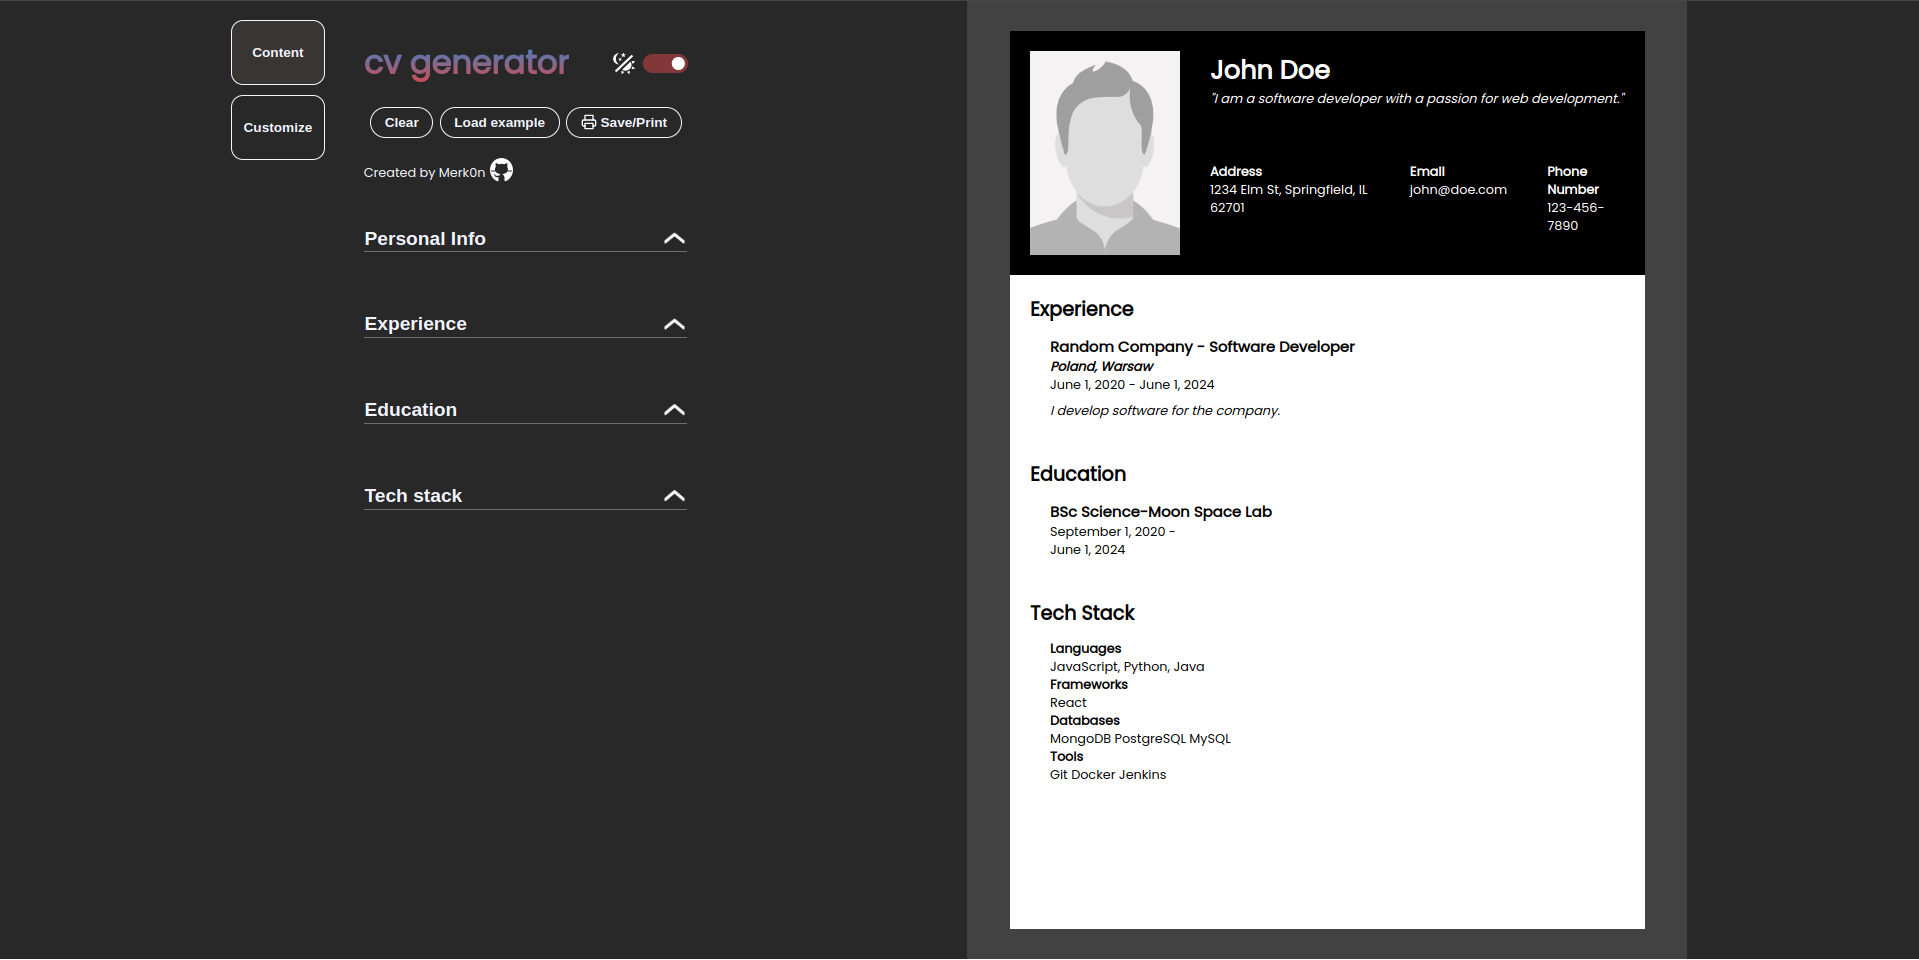 Content
Customize
cv generator
Clear
Load example
Save/Print
Created by Merk0n
Personal Info
Experience
Education
Tech stack
John Doe
"I am a software developer with a passion for web development."
Address
1234 Elm St, Springfield, IL
62701
Email
john@doe.com
Phone
Number
123-456-
7890
Experience
Random Company - Software Developer
Poland, Warsaw
June 1, 2020 - June 1, 2024
I develop software for the company.
Education
BSc Science-Moon Space Lab
September 1, 2020 -
June 1, 2024
Tech Stack
Languages
JavaScript, Python, Java
Frameworks
React
Databases
MongoDB PostgreSQL MySQL
Tools
Git Docker Jenkins